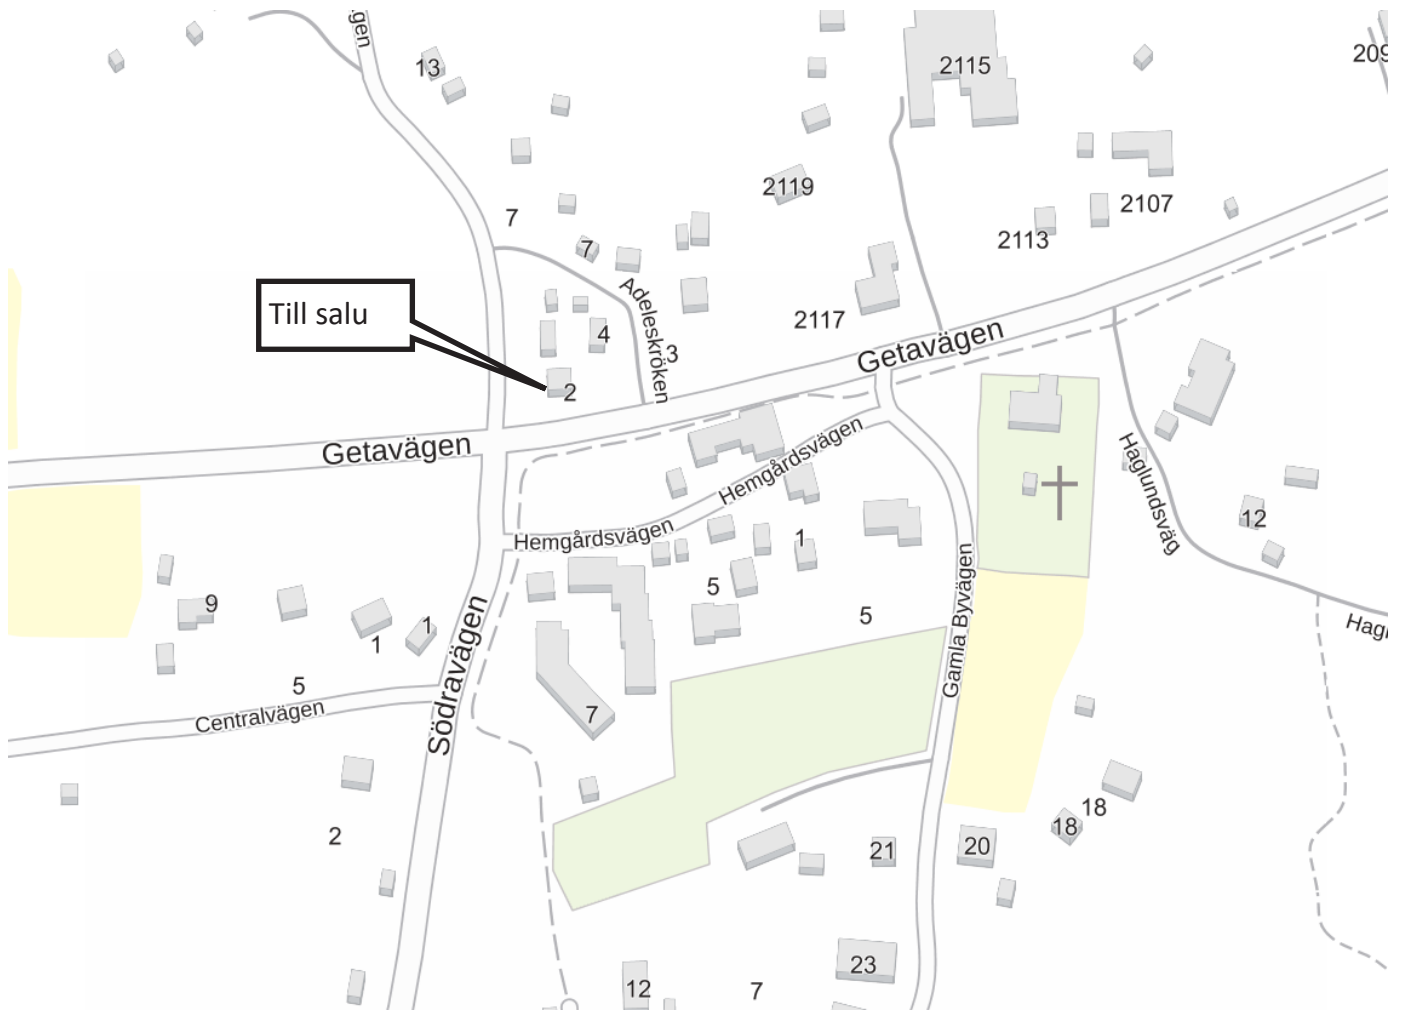 gen
13
2115
209
2119
7
2107
2113
7
Adeleskröken
Till salu
4
2117
3
Getavägen
2
Getavägen
Hemgårdsvägen
Haglundsväg
12
Hemgårdsvägen
1
5
9
5
1
1
Gamla Byvägen
Hagl
Södravägen
5
Centralvägen
7
18
18
2
20
21
23
12
7